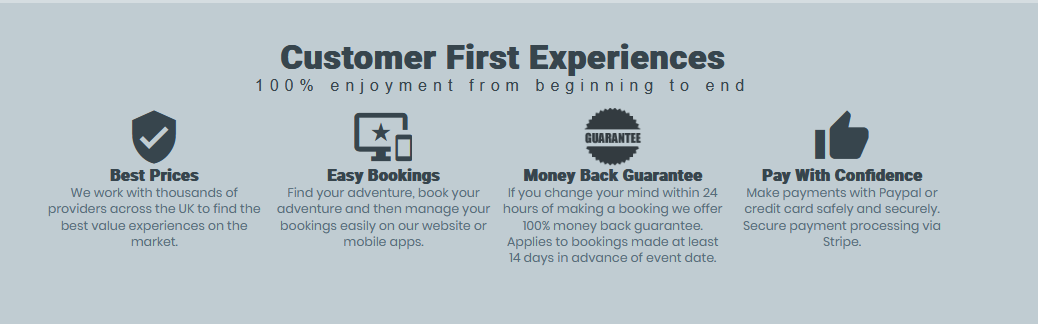 Customer First Experiences
100% enjoyment from beginning to end
GUARANTEE
Best Prices
We work with thousands of
providers across the UK to find the
best value experiences on the
market.
Easy Bookings
Find your adventure, book your
adventure and then manage your
bookings easily on our website or
mobile apps.
Money Back Guarantee
If you change your mind within 24
hours of making a booking we offer
100% money back guarantee.
Applies to bookings made at least
14 days in advance of event date.
Pay With Confidence
Make payments with Paypal or
credit card safely and securely.
Secure payment processing via
Stripe.